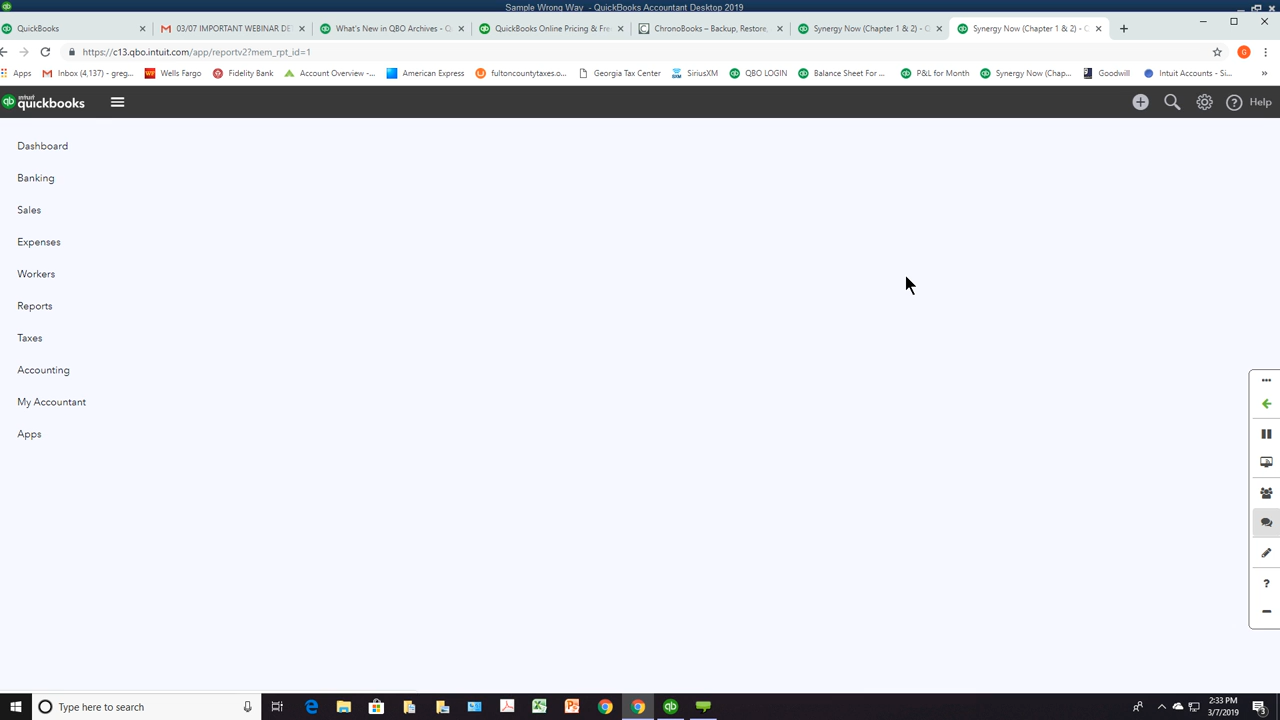 Sample Wrong Way - QuickBooks Accountant Desktop 2019
QuickBooks
03/07 IMPORTANT WEBINAR DE
What's New in QBO Archives - Q
QuickBooks Online Pricing & Fre
ChronoBooks – Backup, Restore,
Synergy Now (Chapter 1 & 2) - Q
Synergy Now (Chapter 1 & 2) - Q
https://c13.qbo.intuit.com/app/reportv2?mem_rpt_id=1
Apps
Inbox (4,137) - greg...
Wells Fargo
Fidelity Bank
Account Overview -...
American Express
fultoncountytaxes.o...
Georgia Tax Center
SiriusXM
QBO LOGIN
Balance Sheet For ...
P&L for Month
Synergy Now (Chap...
Goodwill
Intuit Accounts - Si...
intuit
quickbooks
Help
Dashboard
Banking
Sales
Expenses
Workers
Reports
Taxes
Accounting
My Accountant
Apps
Type here to search
2:33 PM
3/7/2019